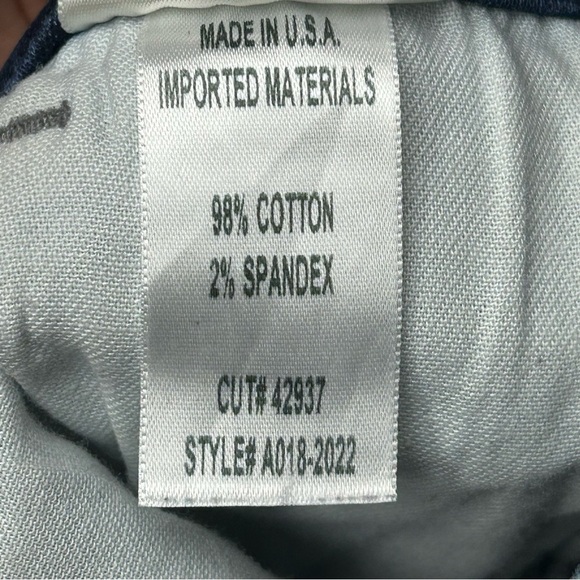 MADE IN U.S.A.
IMPORTED MATERIALS
98% COTTON
2% SPANDEX
CUT# 42937
STYLE# A018-2022